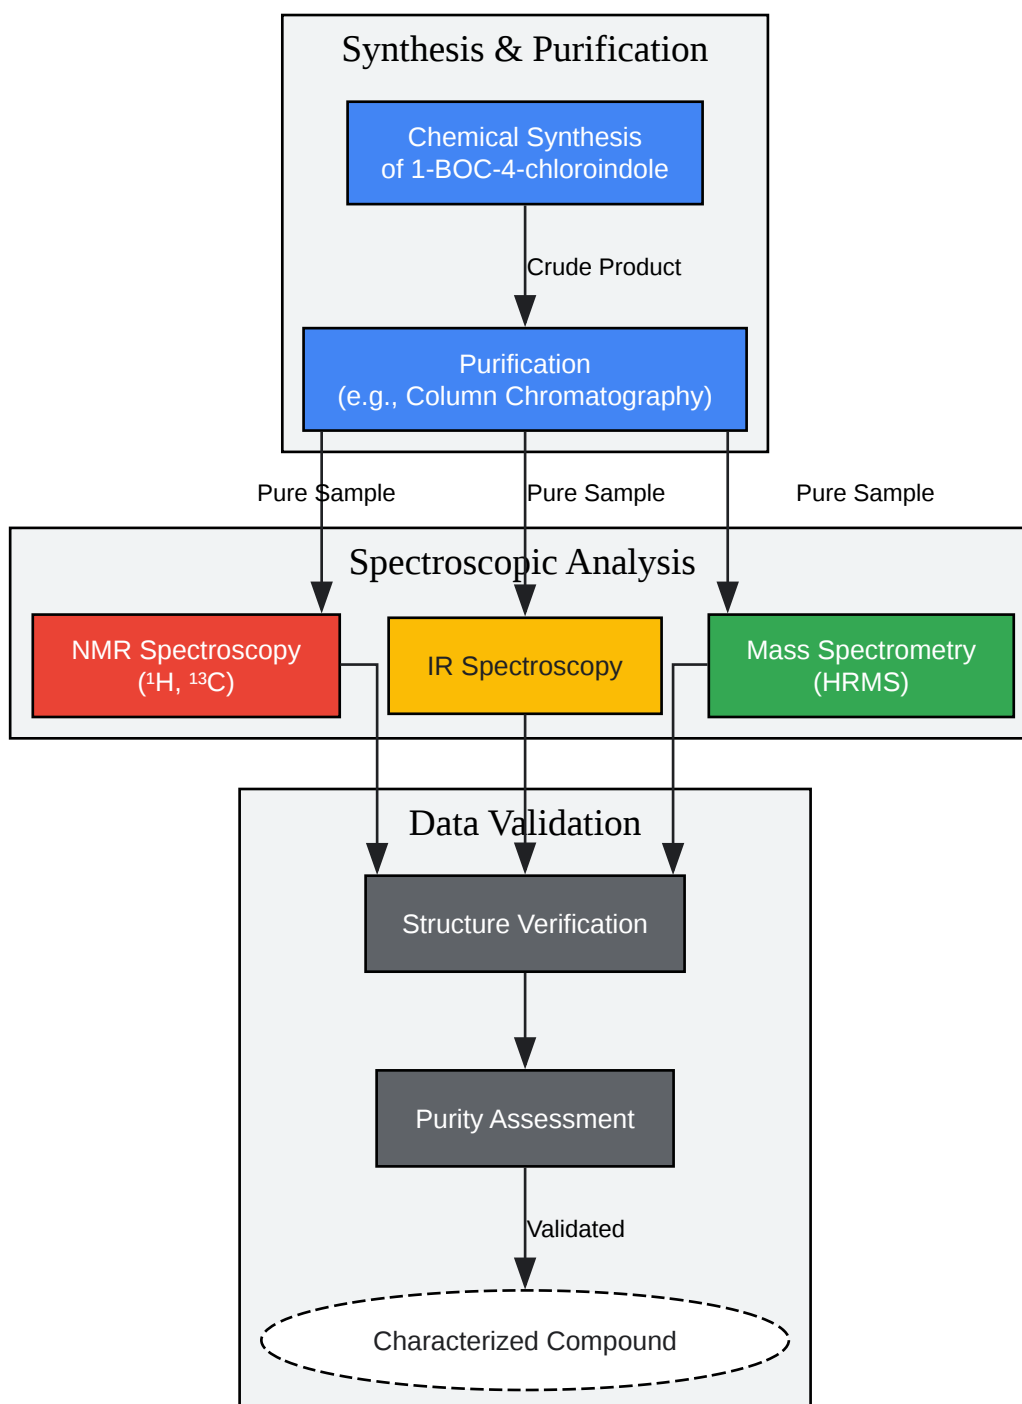 Synthesis & Purification
Chemical Synthesis
of 1-BOC-4-chloroindole
Crude Product
Purification
(e.g., Column Chromatography)
Pure Sample
Pure Sample
Pure Sample
Spectroscopic Analysis
NMR Spectroscopy
(¹H, ¹³C)
IR Spectroscopy
Mass Spectrometry
(HRMS)
Data Validation
Structure Verification
Purity Assessment
Validated
Characterized Compound